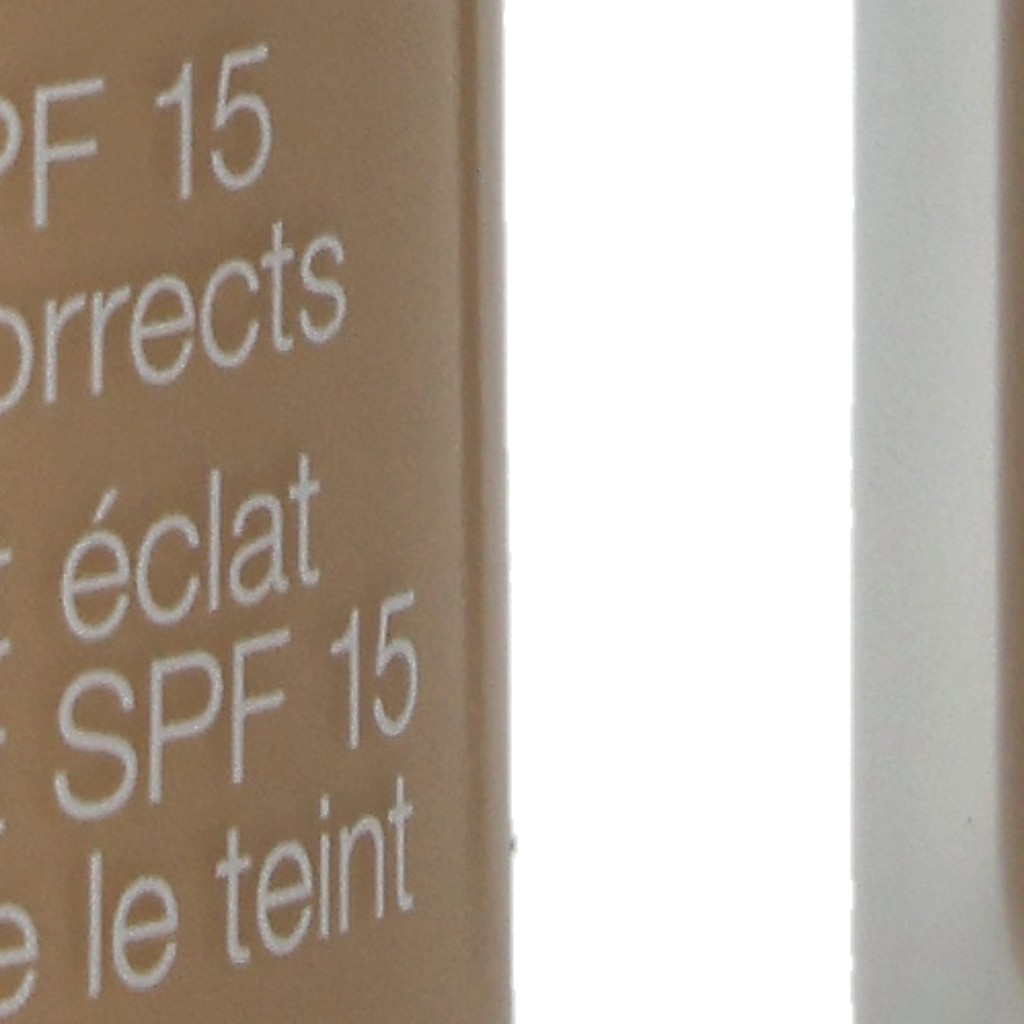 PF 15
orrects
éclat
SPF 15
e le teint